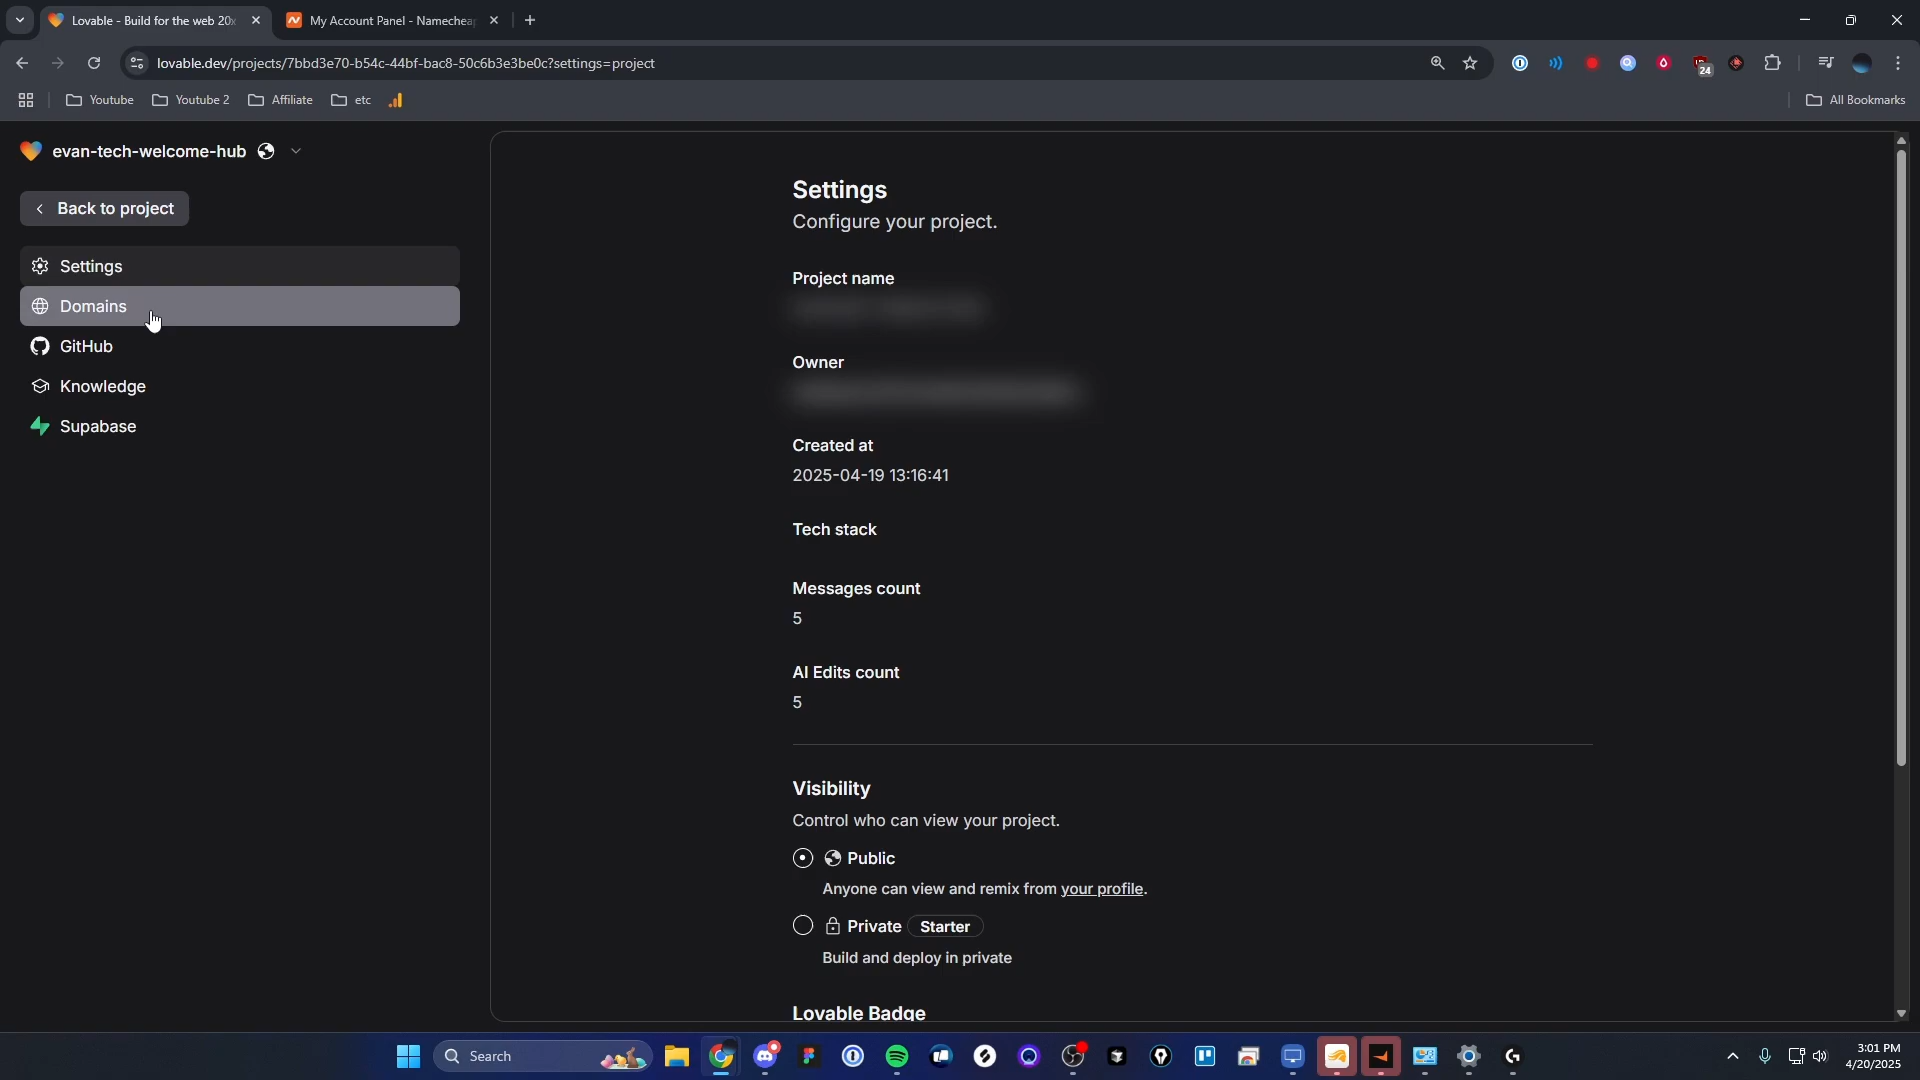 Lovable - Build for the web 20x
My Account Panel - Namecheap
lovable.dev/projects/7bbd3e70-b54c-44bf-bac8-50c6b3e3be0c?settings=project
24
Youtube
Youtube 2
Affiliate
etc
All Bookmarks
evan-tech-welcome-hub
Back to project
Settings
Domains
GitHub
Knowledge
Supabase
Settings
Configure your project.
Project name
Owner
Created at
2025-04-19 13:16:41
Tech stack
Messages count
5
AI Edits count
5
Visibility
Control who can view your project.
Public
Anyone can view and remix from your profile.
Private Starter
Build and deploy in private
Lovable Badge
Search
3:01 PM
4/20/2025